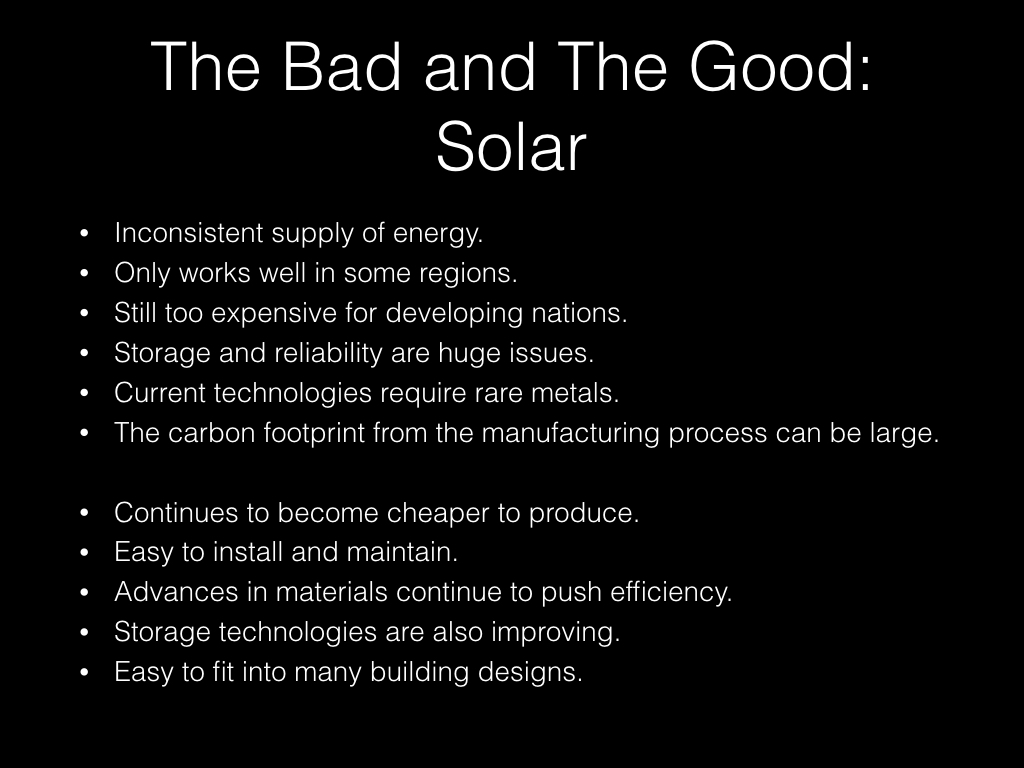 The Bad and The Good:
Solar
• Inconsistent supply of energy.
• Only works well in some regions.
• Still too expensive for developing nations.
• Storage and reliability are huge issues.
• Current technologies require rare metals.
• The carbon footprint from the manufacturing process can be large.
• Continues to become cheaper to produce.
• Easy to install and maintain.
• Advances in materials continue to push efficiency.
• Storage technologies are also improving.
• Easy to fit into many building designs.